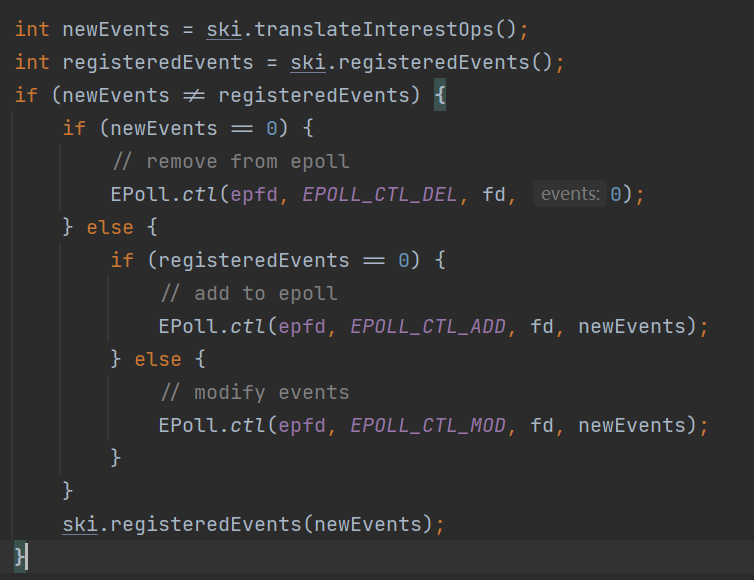 int newEvents = ski.translateInterestOps();
int registeredEvents = ski.registeredEvents();
if (newEvents != registeredEvents) {
    if (newEvents == 0) {
        // remove from epoll
        EPoll.ctl(epfd, EPOLL_CTL_DEL, fd, events: 0);
    } else {
        if (registeredEvents == 0) {
            // add to epoll
            EPoll.ctl(epfd, EPOLL_CTL_ADD, fd, newEvents);
        } else {
            // modify events
            EPoll.ctl(epfd, EPOLL_CTL_MOD, fd, newEvents);
        }
    }
    ski.registeredEvents(newEvents);
}